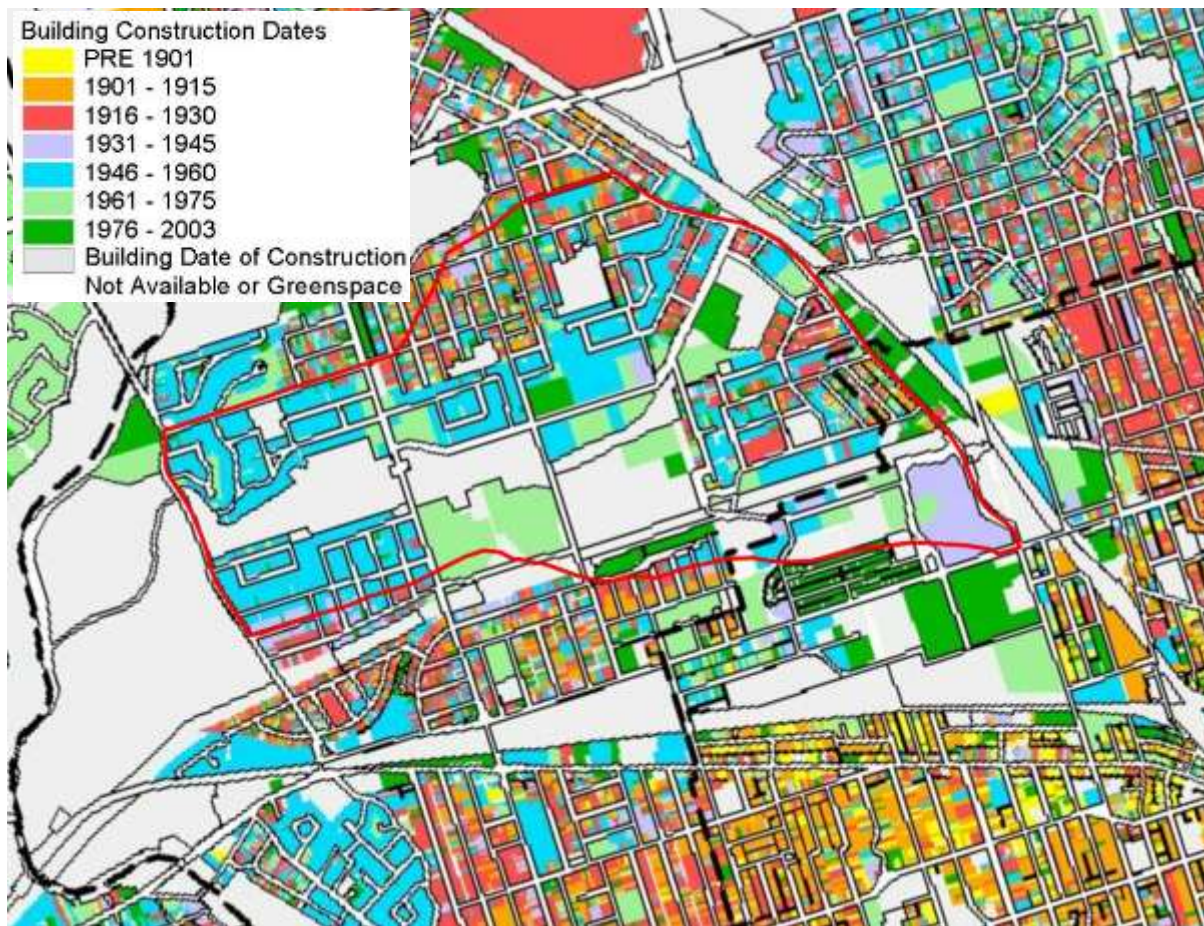 Building Construction Dates
PRE 1901
1901 - 1915
1916 - 1930
1931 - 1945
1946 - 1960
1961 - 1975
1976 - 2003
Building Date of Construction
Not Available or Greenspace